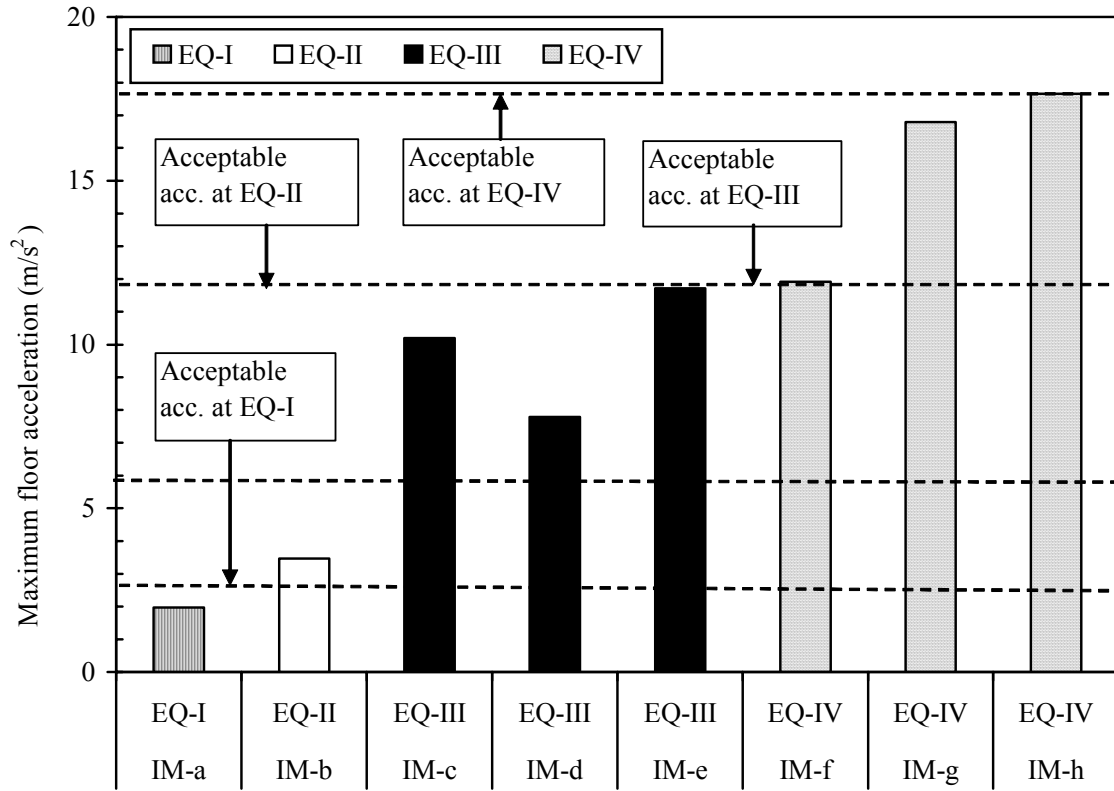 20
EQ-I EQ-II EQ-III EQ-IV
Acceptable
acc. at EQ-II
Acceptable
acc. at EQ-IV
Acceptable
acc. at EQ-III
15
10
Acceptable
acc. at EQ-I
5
0
Maximum floor acceleration (m/s²)
EQ-I EQ-II EQ-III EQ-III EQ-III EQ-IV EQ-IV EQ-IV
IM-a IM-b IM-c IM-d IM-e IM-f IM-g IM-h